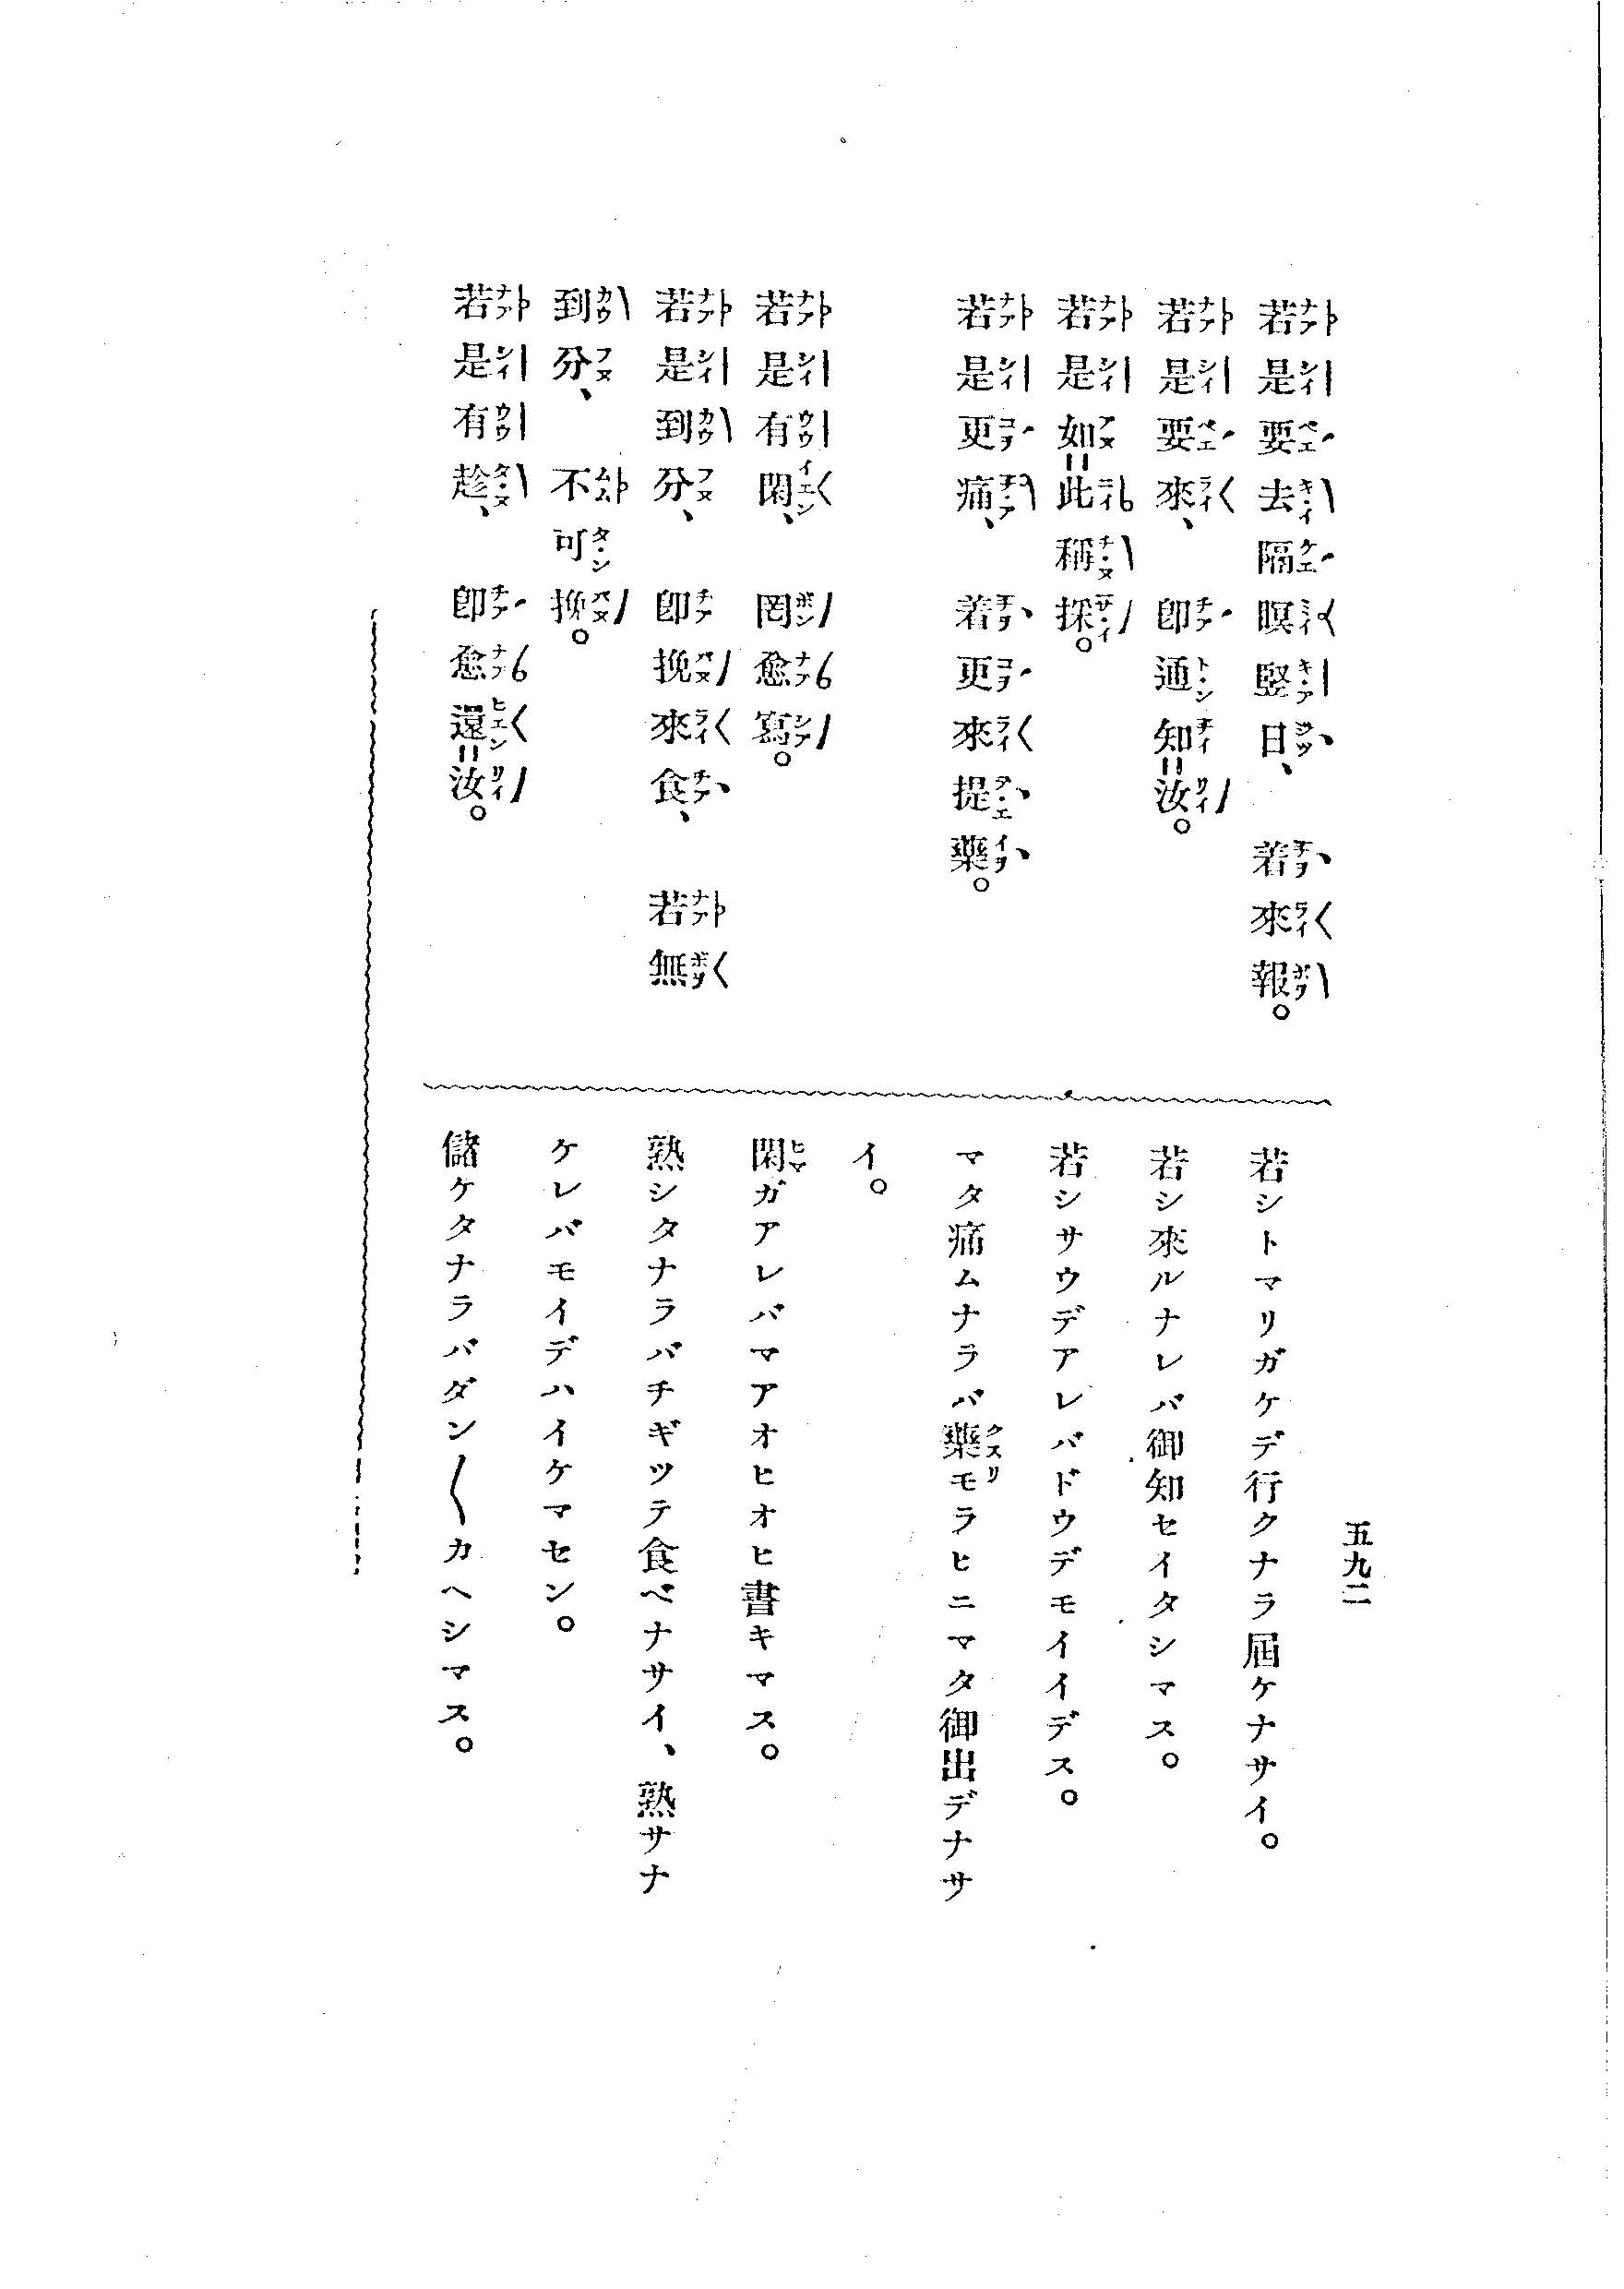 五九二
若是要去隔暝竪日、着來報。
若是要來、卽通知汝。
若是如此稱採。
若是更痛、着更來提藥。
若是有閑、罔愈寫。
若是到分、卽挽來食、若無
到分、不可挽。
若是有趁、卽愈還汝。
若シトマリガケデ行クナラ屆ケナサイ。
若シ來ルナレバ御知セイタシマス。
若シサウデアレバドウデモイイデス。
マタ痛ムナラバ藥モラヒニマタ御出デナサ
イ。
閑ガアレバマアオヒオヒ書キマス。
熟シタナラバチギツテ食ベナサイ、熟サナ
ケレバモイデハイケマセン。
儲ケタナラバダン〱カヘシマス。